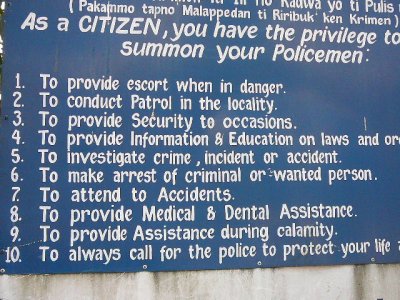 ( Pakammo tapno Malappedan ti Riribuk ken Krimen )
As a CITIZEN, you have the privilege to
summon your Policemen:
1. To provide escort when in danger.
2. To conduct Patrol in the locality.
3. To provide Security to occasions.
4. To provide Information & Education on laws and or
5. To investigate crime, incident or accident.
6. To make arrest of criminal or wanted person.
7. To attend to Accidents.
8. To provide Medical & Dental Assistance.
9. To provide Assistance during calamity.
10. To always call for the police to protect your life